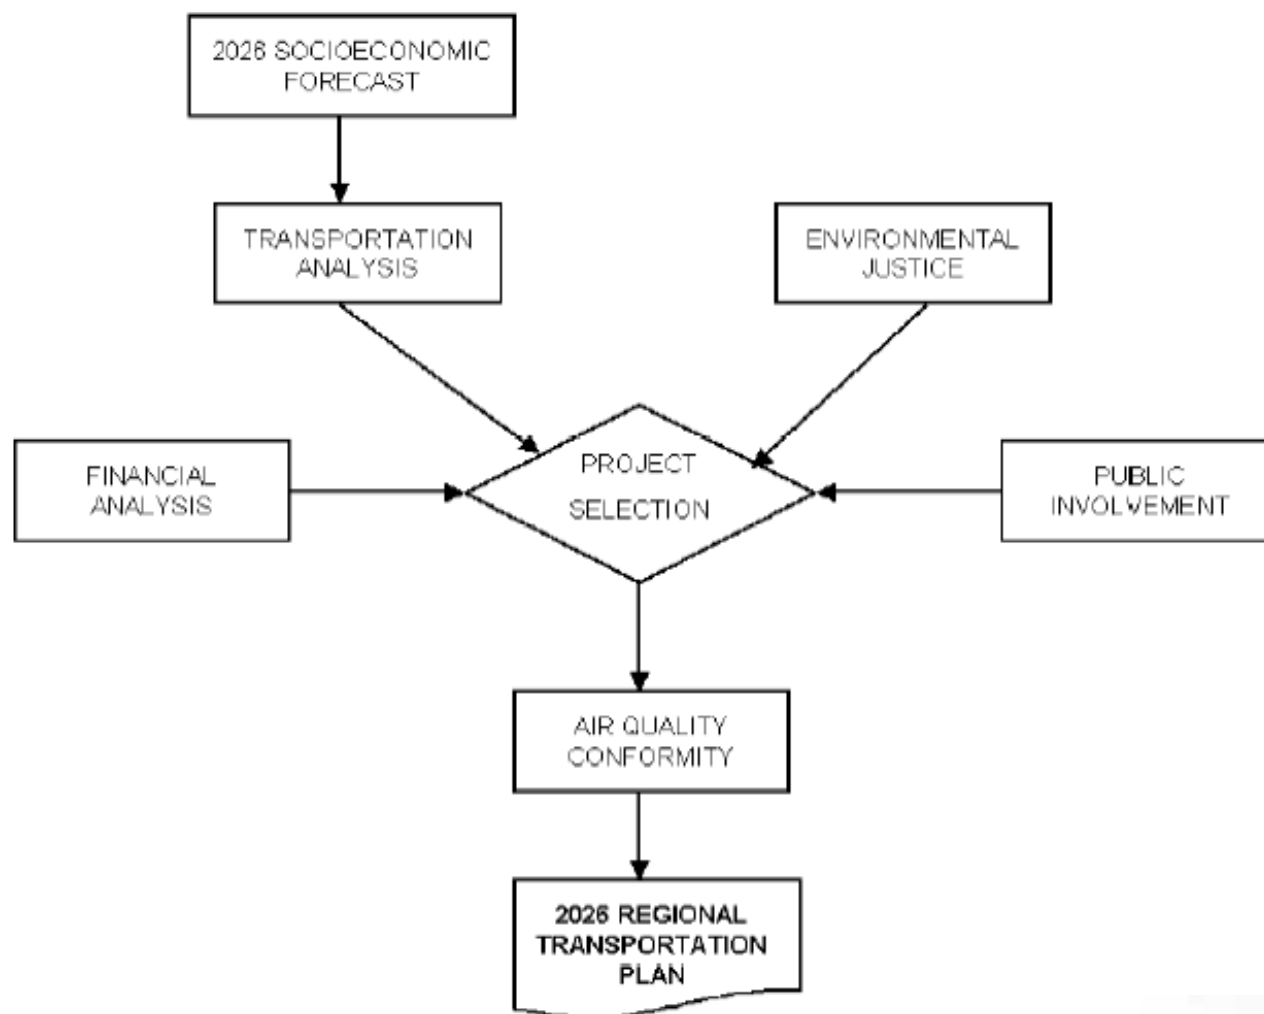 2026 SOCIOECONOMIC
FORECAST
TRANSPORTATION
ANALYSIS
ENVIRONMENTAL
JUSTICE
FINANCIAL
ANALYSIS
PROJECT
SELECTION
PUBLIC
INVOLVEMENT
AIR QUALITY
CONFORMITY
2026 REGIONAL
TRANSPORTATION
PLAN